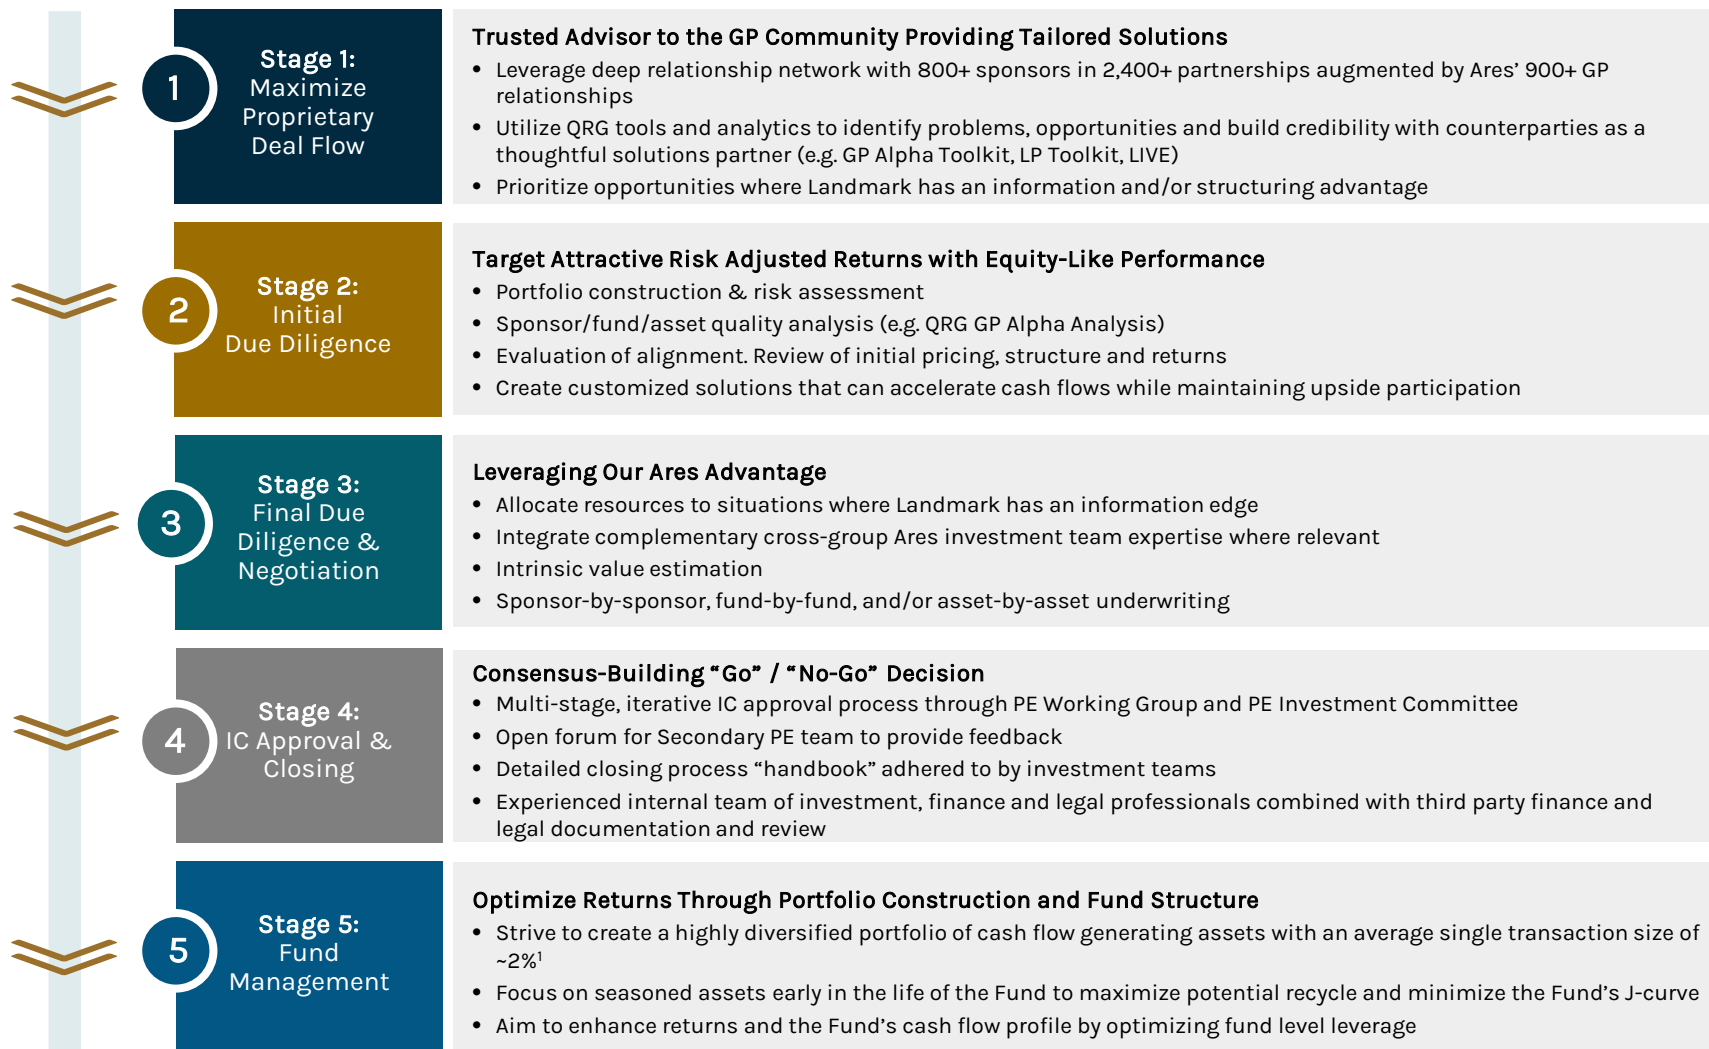 1
Stage 1:
Maximize
Proprietary
Deal Flow
Trusted Advisor to the GP Community Providing Tailored Solutions
• Leverage deep relationship network with 800+ sponsors in 2,400+ partnerships augmented by Ares’ 900+ GP
relationships
• Utilize QRG tools and analytics to identify problems, opportunities and build credibility with counterparties as a
thoughtful solutions partner (e.g. GP Alpha Toolkit, LP Toolkit, LIVE)
• Prioritize opportunities where Landmark has an information and/or structuring advantage
2
Stage 2:
Initial
Due Diligence
Target Attractive Risk Adjusted Returns with Equity-Like Performance
• Portfolio construction & risk assessment
• Sponsor/fund/asset quality analysis (e.g. QRG GP Alpha Analysis)
• Evaluation of alignment. Review of initial pricing, structure and returns
• Create customized solutions that can accelerate cash flows while maintaining upside participation
3
Stage 3:
Final Due
Diligence &
Negotiation
Leveraging Our Ares Advantage
• Allocate resources to situations where Landmark has an information edge
• Integrate complementary cross-group Ares investment team expertise where relevant
• Intrinsic value estimation
• Sponsor-by-sponsor, fund-by-fund, and/or asset-by-asset underwriting
4
Stage 4:
IC Approval &
Closing
Consensus-Building “Go” / “No-Go” Decision
• Multi-stage, iterative IC approval process through PE Working Group and PE Investment Committee
• Open forum for Secondary PE team to provide feedback
• Detailed closing process “handbook” adhered to by investment teams
• Experienced internal team of investment, finance and legal professionals combined with third party finance and
legal documentation and review
5
Stage 5:
Fund
Management
Optimize Returns Through Portfolio Construction and Fund Structure
• Strive to create a highly diversified portfolio of cash flow generating assets with an average single transaction size of
~2%¹
• Focus on seasoned assets early in the life of the Fund to maximize potential recycle and minimize the Fund’s J-curve
• Aim to enhance returns and the Fund’s cash flow profile by optimizing fund level leverage